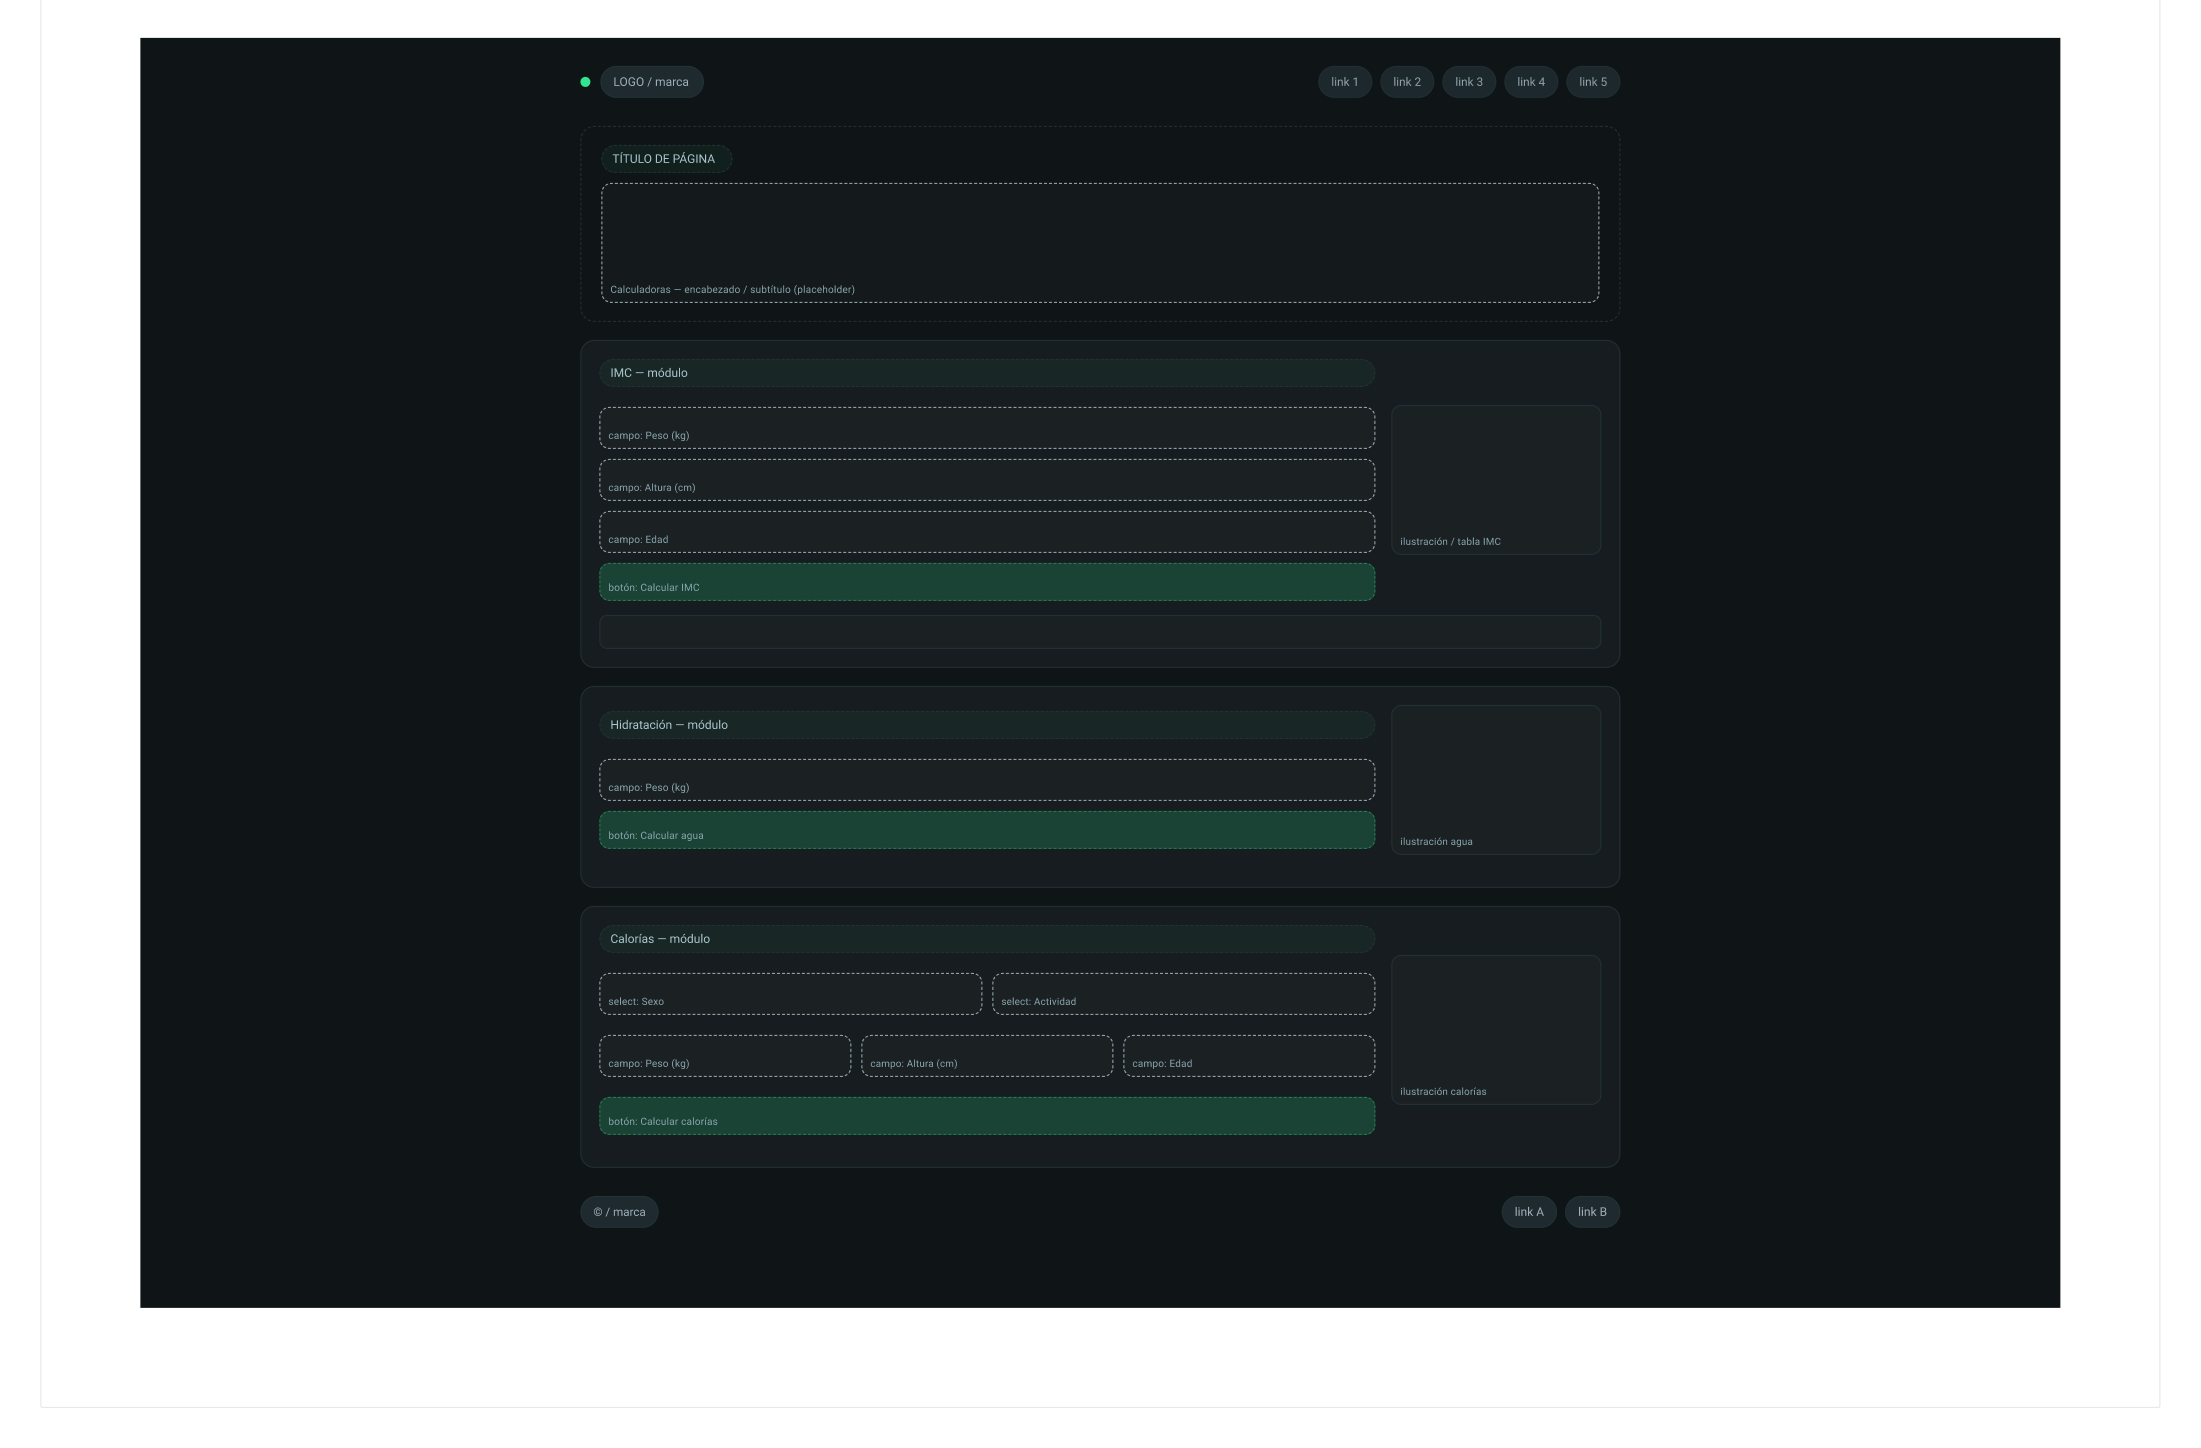 LOGO / marca
link 1
link 2
link 3
link 4
link 5
TÍTULO DE PÁGINA
Calculadoras — encabezado / subtítulo (placeholder)
IMC — módulo
campo: Peso (kg)
campo: Altura (cm)
campo: Edad
ilustración / tabla IMC
botón: Calcular IMC
Hidratación — módulo
campo: Peso (kg)
botón: Calcular agua
ilustración agua
Calorías — módulo
select: Sexo
select: Actividad
campo: Peso (kg)
campo: Altura (cm)
campo: Edad
ilustración calorías
botón: Calcular calorías
© / marca
link A
link B